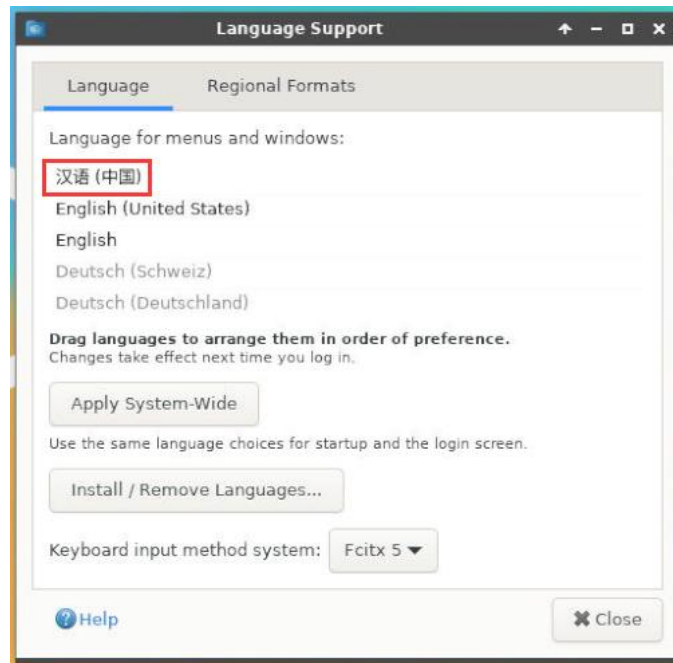 Language Support
Language Regional Formats
Language for menus and windows:
汉语 (中国)
English (United States)
English
Deutsch (Schweiz)
Deutsch (Deutschland)
Drag languages to arrange them in order of preference.
Changes take effect next time you log in.
Apply System-Wide
Use the same language choices for startup and the login screen.
Install / Remove Languages...
Keyboard input method system: Fcitx 5
Help Close